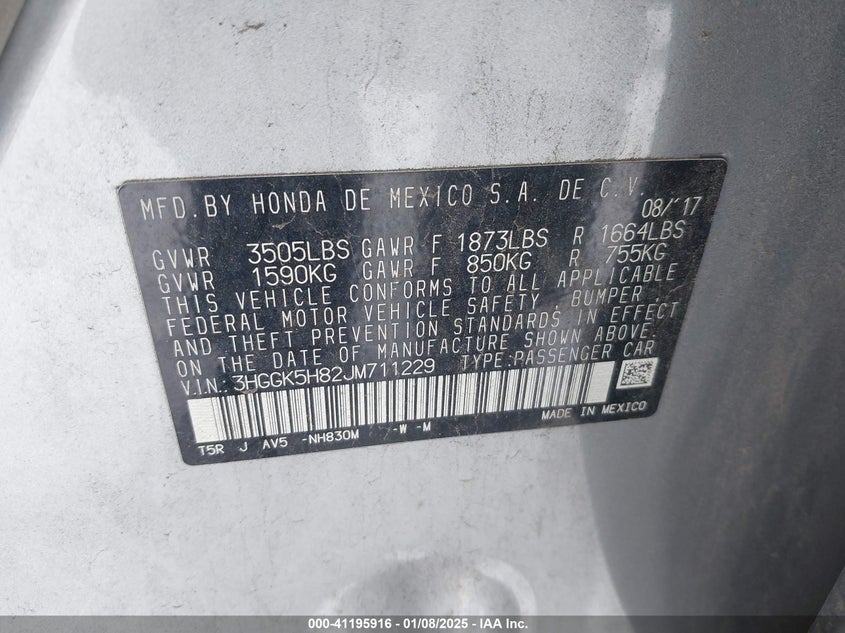 MFD.BY HONDA DE MEXICO S.A. DE C.V.
08/'17
GVWR 3505LBS GAWR F 1873LBS R 1664LBS
GVWR 1590KG GAWR F 850KG R 755KG
THIS VEHICLE CONFORMS TO ALL APPLICABLE
FEDERAL MOTOR VEHICLE SAFETY, BUMPER,
AND THEFT PREVENTION STANDARDS IN EFFECT
ON THE DATE OF MANUFACTURE SHOWN ABOVE.
V.I.N.: 3HGGK5H82JM711229 TYPE:PASSENGER CAR
MADE IN MEXICO
T5R J AV5 -NH830M -W -M
000-41195916 - 01/08/2025 - IAA Inc.